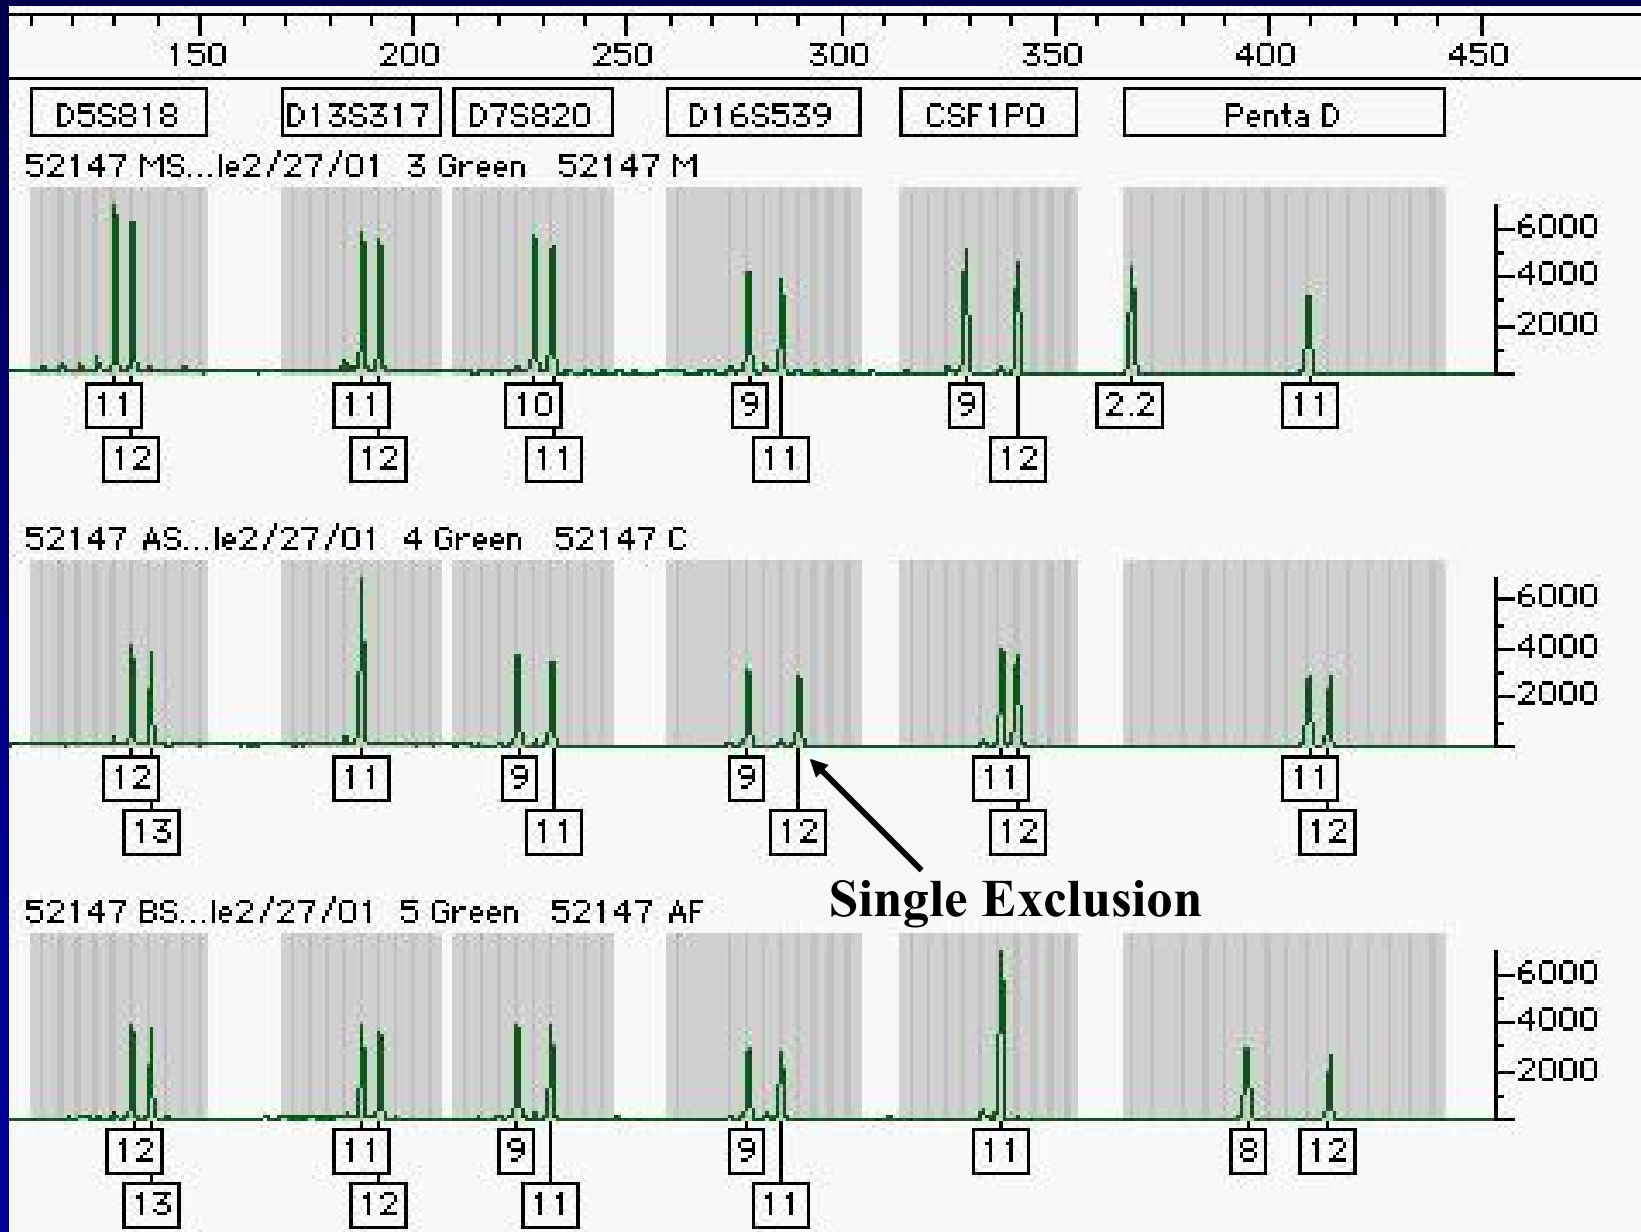 150 200 250 300 350 400 450
D5S818 D13S317 D7S820 D16S539 CSF1PO Penta D
52147 MS...le2/27/01 3 Green 52147 M
6000
4000
2000
11 11 10 9 9 2.2 11
12 12 11 11 12
52147 AS...le2/27/01 4 Green 52147 C
6000
4000
2000
12 11 9 9 11 11
13 11 12 12 12
Single Exclusion
52147 BS...le2/27/01 5 Green 52147 AF
6000
4000
2000
12 11 9 9 11 8 12
13 12 11 11